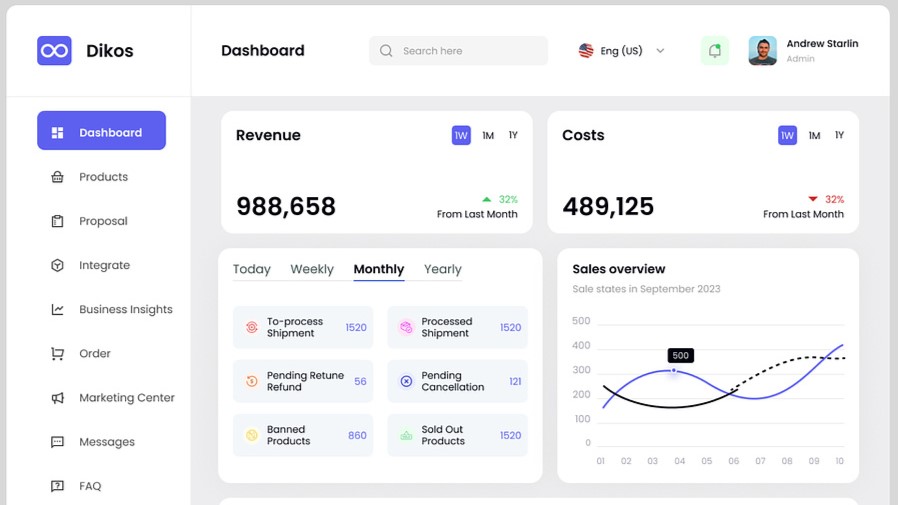 Dikos
Dashboard
Search here
Eng (US)
Andrew Starlin
Admin
Dashboard
Products
Proposal
Integrate
Business Insights
Order
Marketing Center
Messages
FAQ
Revenue
1W 1M 1Y
988,658
32%
From Last Month
Costs
1W 1M 1Y
489,125
32%
From Last Month
Today Weekly Monthly Yearly
To-process
Shipment
1520
Processed
Shipment
1520
Pending Retune
Refund
56
Pending
Cancellation
121
Banned
Products
860
Sold Out
Products
1520
Sales overview
Sale states in September 2023
500
400
300
200
100
0
500
01 02 03 04 05 06 07 08 09 10